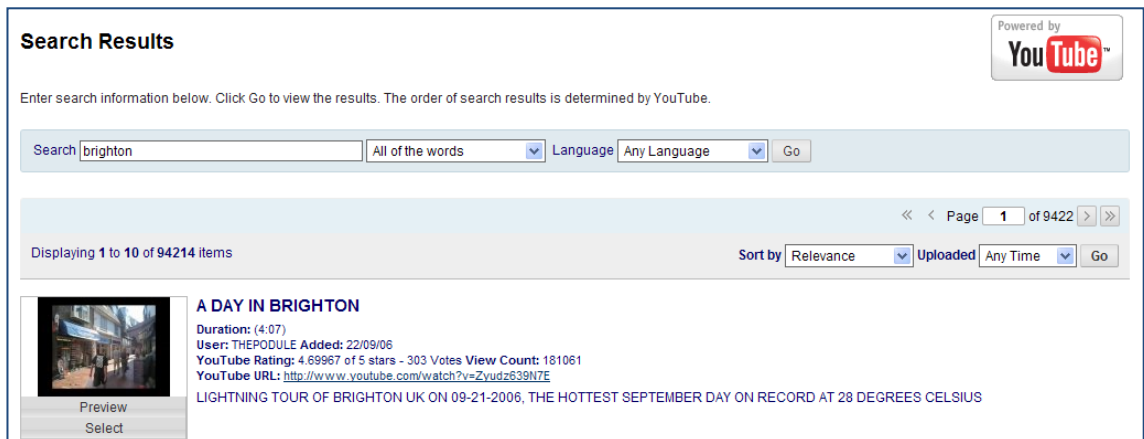 Search Results
Powered by
YouTube™
Enter search information below. Click Go to view the results. The order of search results is determined by YouTube.
Search brighton All of the words Language Any Language Go
« < Page 1 of 9422 > »
Displaying 1 to 10 of 94214 items Sort by Relevance Uploaded Any Time Go
A DAY IN BRIGHTON
Duration: (4:07)
User: THEPODULE Added: 22/09/06
YouTube Rating: 4.69967 of 5 stars - 303 Votes View Count: 181061
YouTube URL: http://www.youtube.com/watch?v=Zyudz639N7E
LIGHTNING TOUR OF BRIGHTON UK ON 09-21-2006, THE HOTTEST SEPTEMBER DAY ON RECORD AT 28 DEGREES CELSIUS
Preview
Select